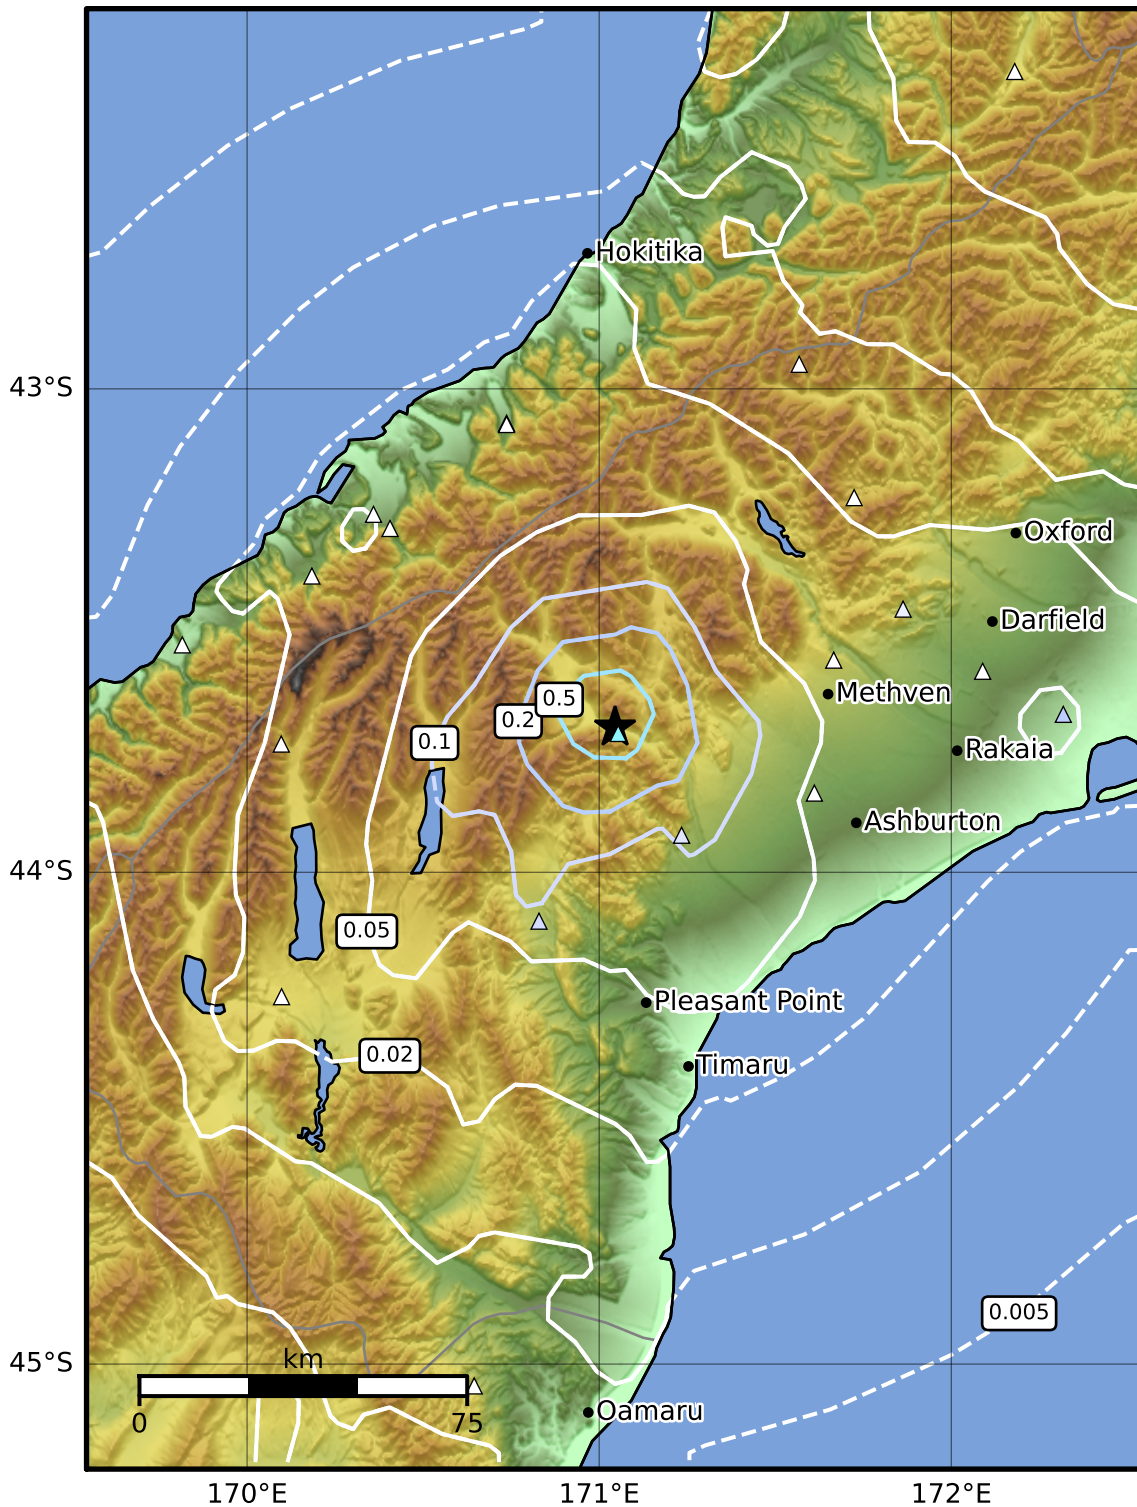 Hokitika
43°S
Oxford
Darfield
Methven
0.5
0.2
0.1
Rakaia
Ashburton
44°S
0.05
Pleasant Point
0.02
Timaru
0.005
45°S
km
0 75
Oamaru
170°E 171°E 172°E